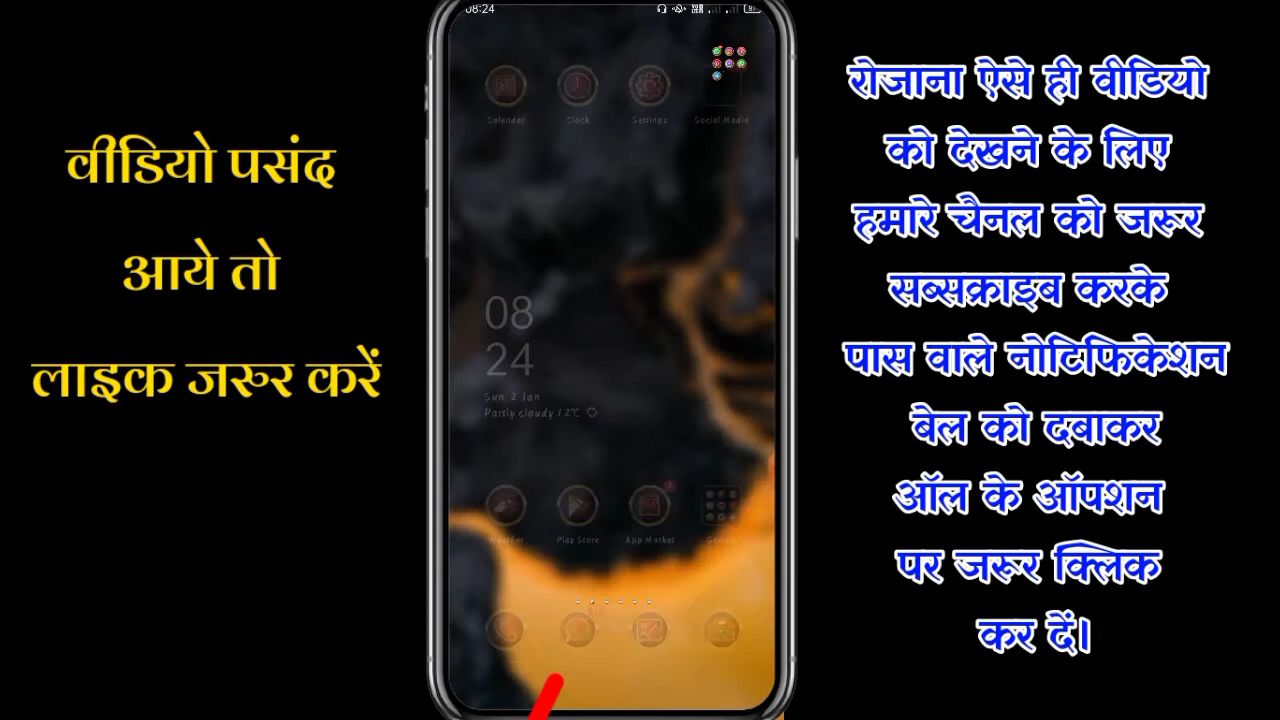 वीडियो पसंद
आये तो
लाइक जरुर करें
08:24
Calendar Clock Settings Social Media
08
24
Sun, 2 Jan
Partly cloudy 12°C
Weather Play Store App Market Google
रोजाना ऐसे ही वीडियो
को देखने के लिए
हमारे चैनल को जरूर
सब्सक्राइब करके
पास वाले नोटिफिकेशन
बेल को दबाकर
ऑल के ऑपशन
पर जरूर क्लिक
कर दें।